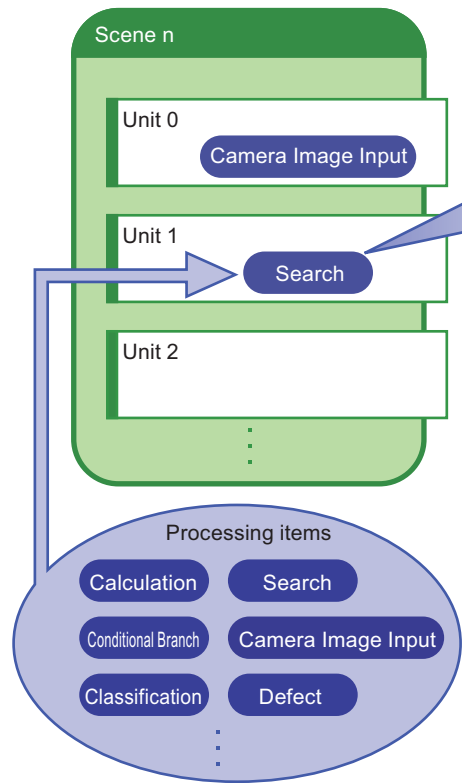 Scene n
Unit 0
Camera Image Input
Unit 1
Search
Unit 2
Processing items
Calculation Search
Conditional Branch Camera Image Input
Classification Defect